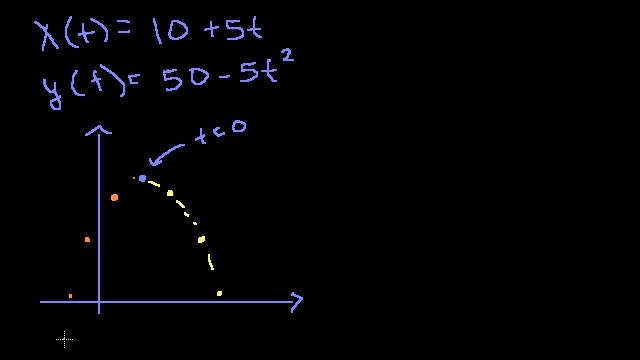 x(t) = 10 + 5t
y(t) = 50 - 5t²
t < 0